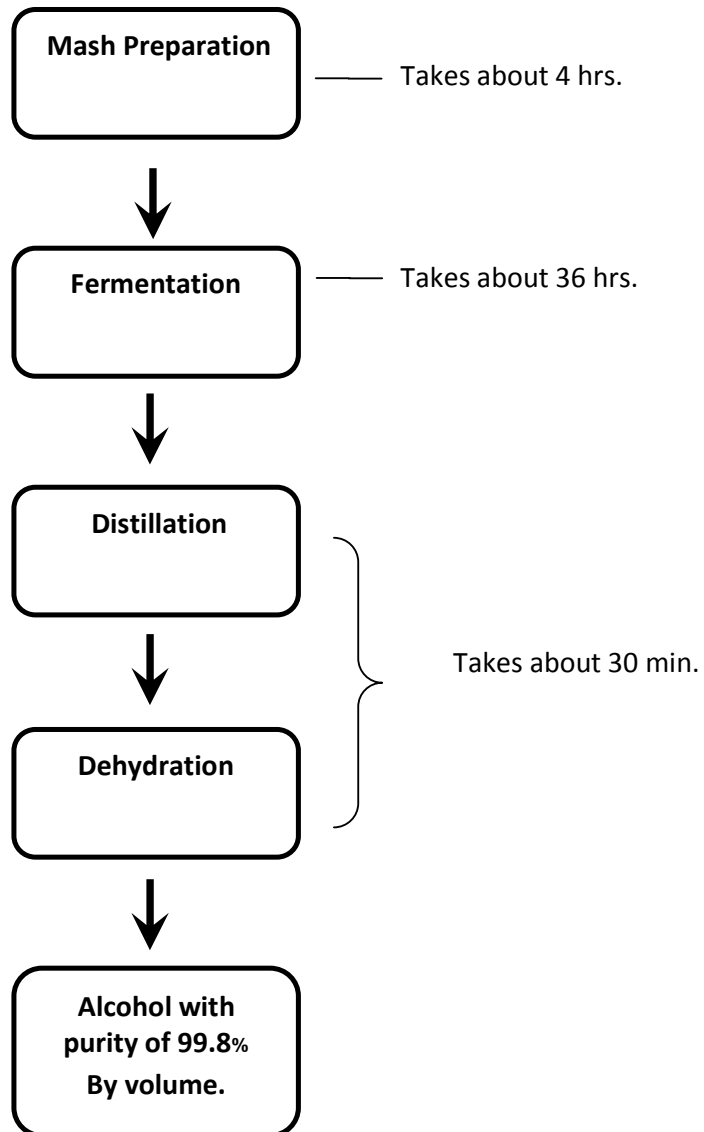 Mash Preparation
Takes about 4 hrs.
Fermentation
Takes about 36 hrs.
Distillation
Takes about 30 min.
Dehydration
Alcohol with
purity of 99.8%
By volume.